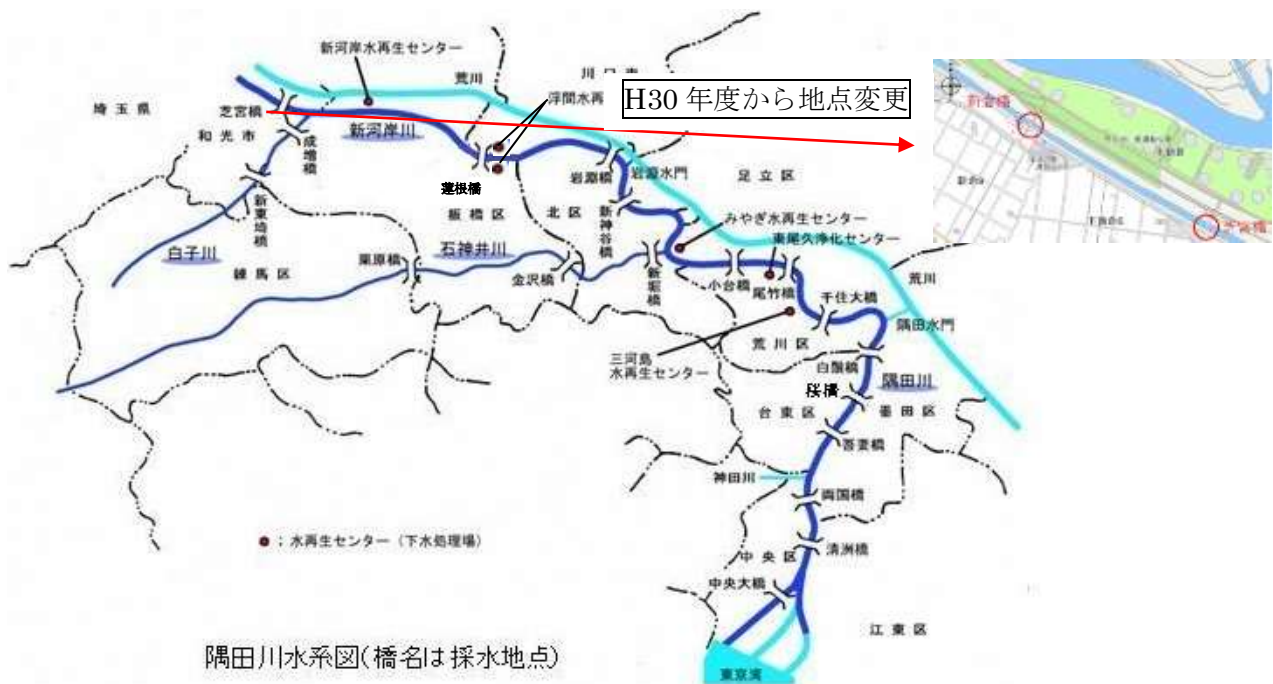 新河岸水再生センター
荒川
川口市
浮間水再
H30 年度から地点変更
埼玉県
芝宮橋
和光市
成増橋
新河岸川
新倉橋
芝宮橋
蓮根橋
岩淵橋
岩淵水門
足立区
新東埼橋
板橋区
北区
新神谷橋
みやぎ水再生センター
東尾久浄化センター
白子川
練馬区
栗原橋
石神井川
金沢橋
新堀橋
小台橋
尾竹橋
千住大橋
荒川
隅田水門
三河島
水再生センター
荒川区
白鬚橋
隅田川
桜橋
台東区
墨田区
吾妻橋
神田川
両国橋
●；水再生センター（下水処理場）
中央区
清洲橋
中央大橋
江東区
隅田川水系図(橋名は採水地点)
東京湾